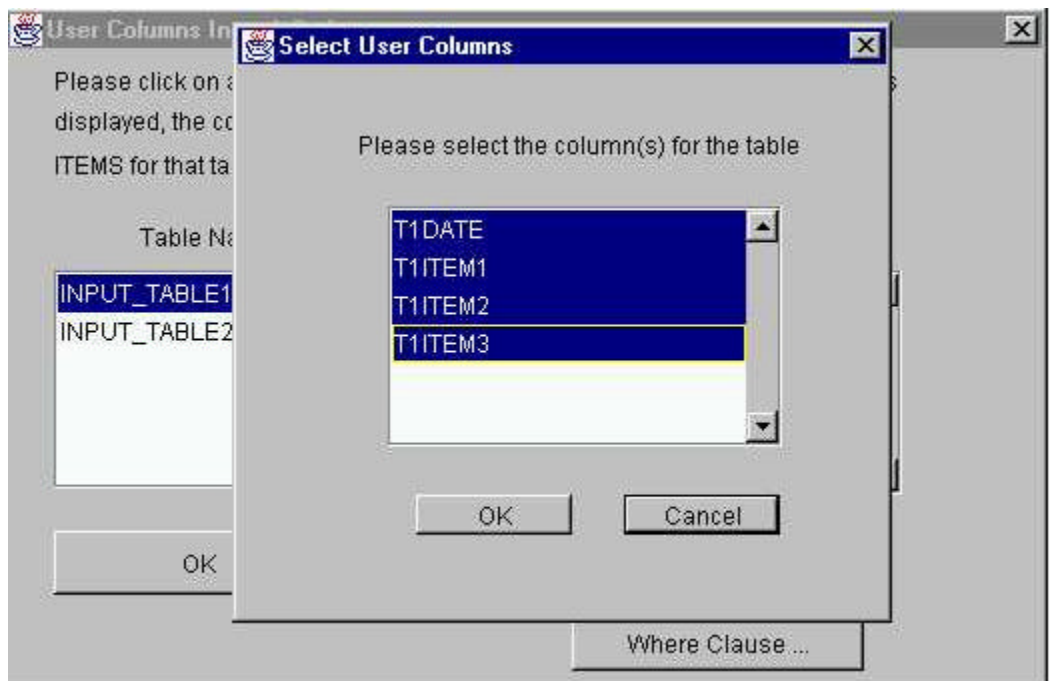 User Columns In
Select User Columns
Please click on a
displayed, the co
ITEMS for that ta
Table Na
INPUT_TABLE1
INPUT_TABLE2
OK
Please select the column(s) for the table
T1DATE
T1ITEM1
T1ITEM2
T1ITEM3
OK
Cancel
Where Clause ...